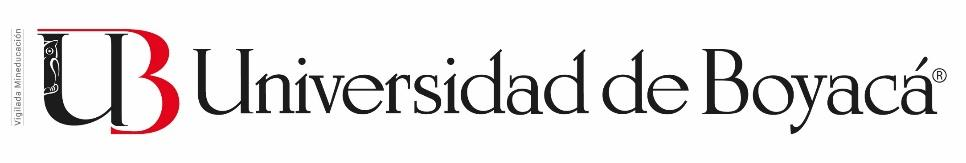 Vigilada Mineducación
UB Universidad de Boyacá®